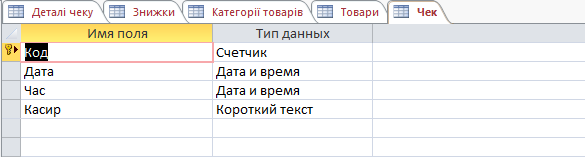 Деталі чеку Знижки Категорії товарів Товари Чек
Имя поля Тип данных
Код Счетчик
Дата Дата и время
Час Дата и время
Касир Короткий текст